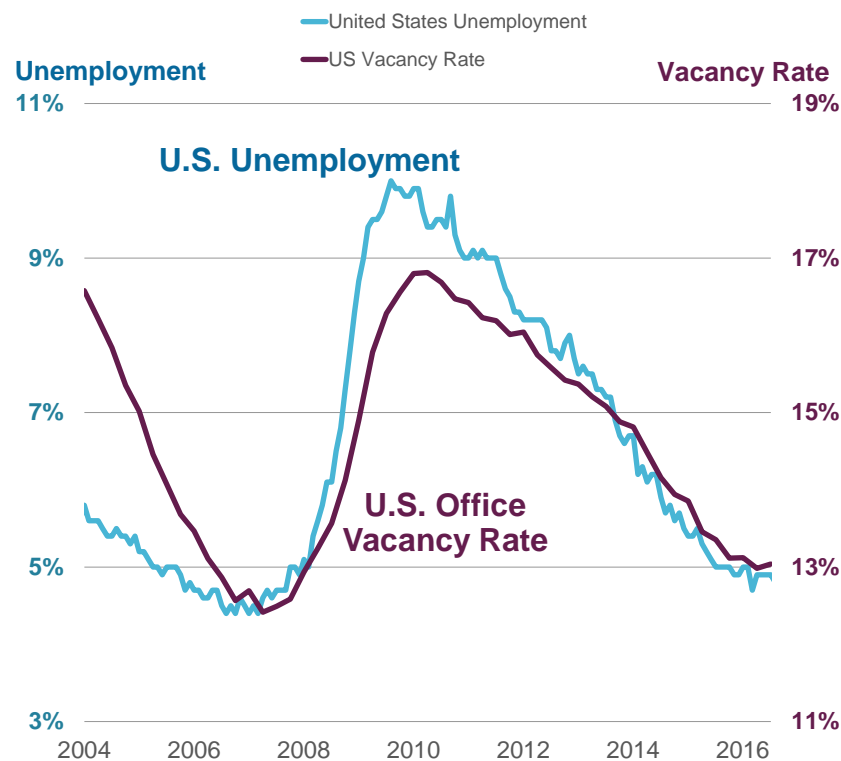 United States Unemployment
US Vacancy Rate
Unemployment
Vacancy Rate
11%
19%
U.S. Unemployment
9%
17%
7%
15%
U.S. Office
Vacancy Rate
5%
13%
3%
11%
2004 2006 2008 2010 2012 2014 2016